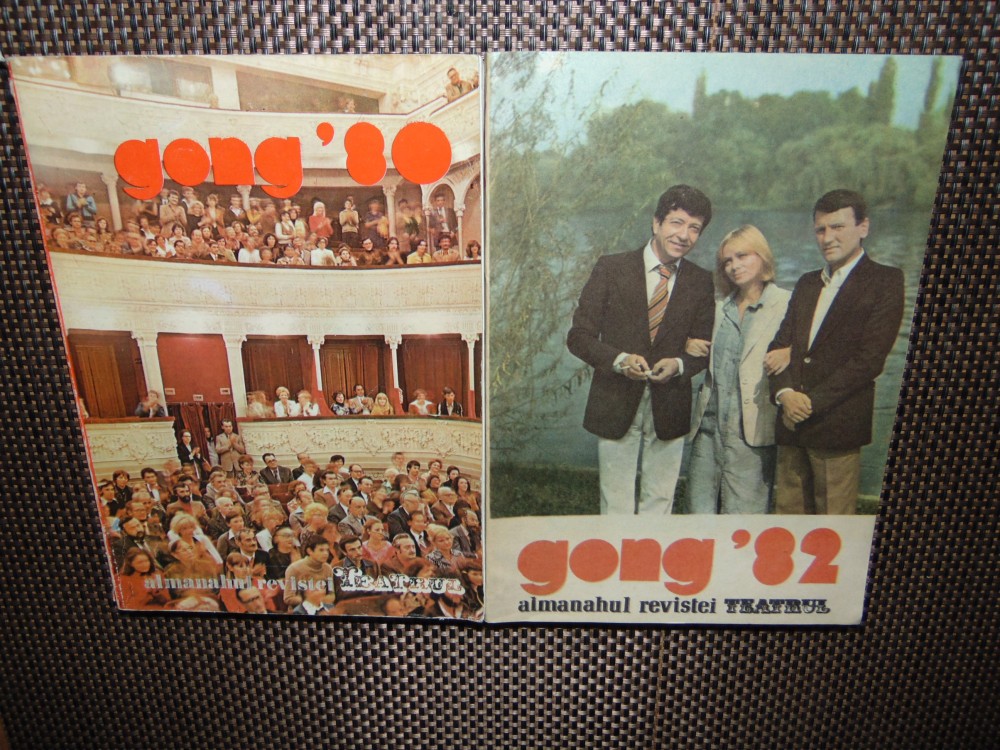 gong '80
almanahul revistei TEATRUL
gong '82
almanahul revistei TEATRUL